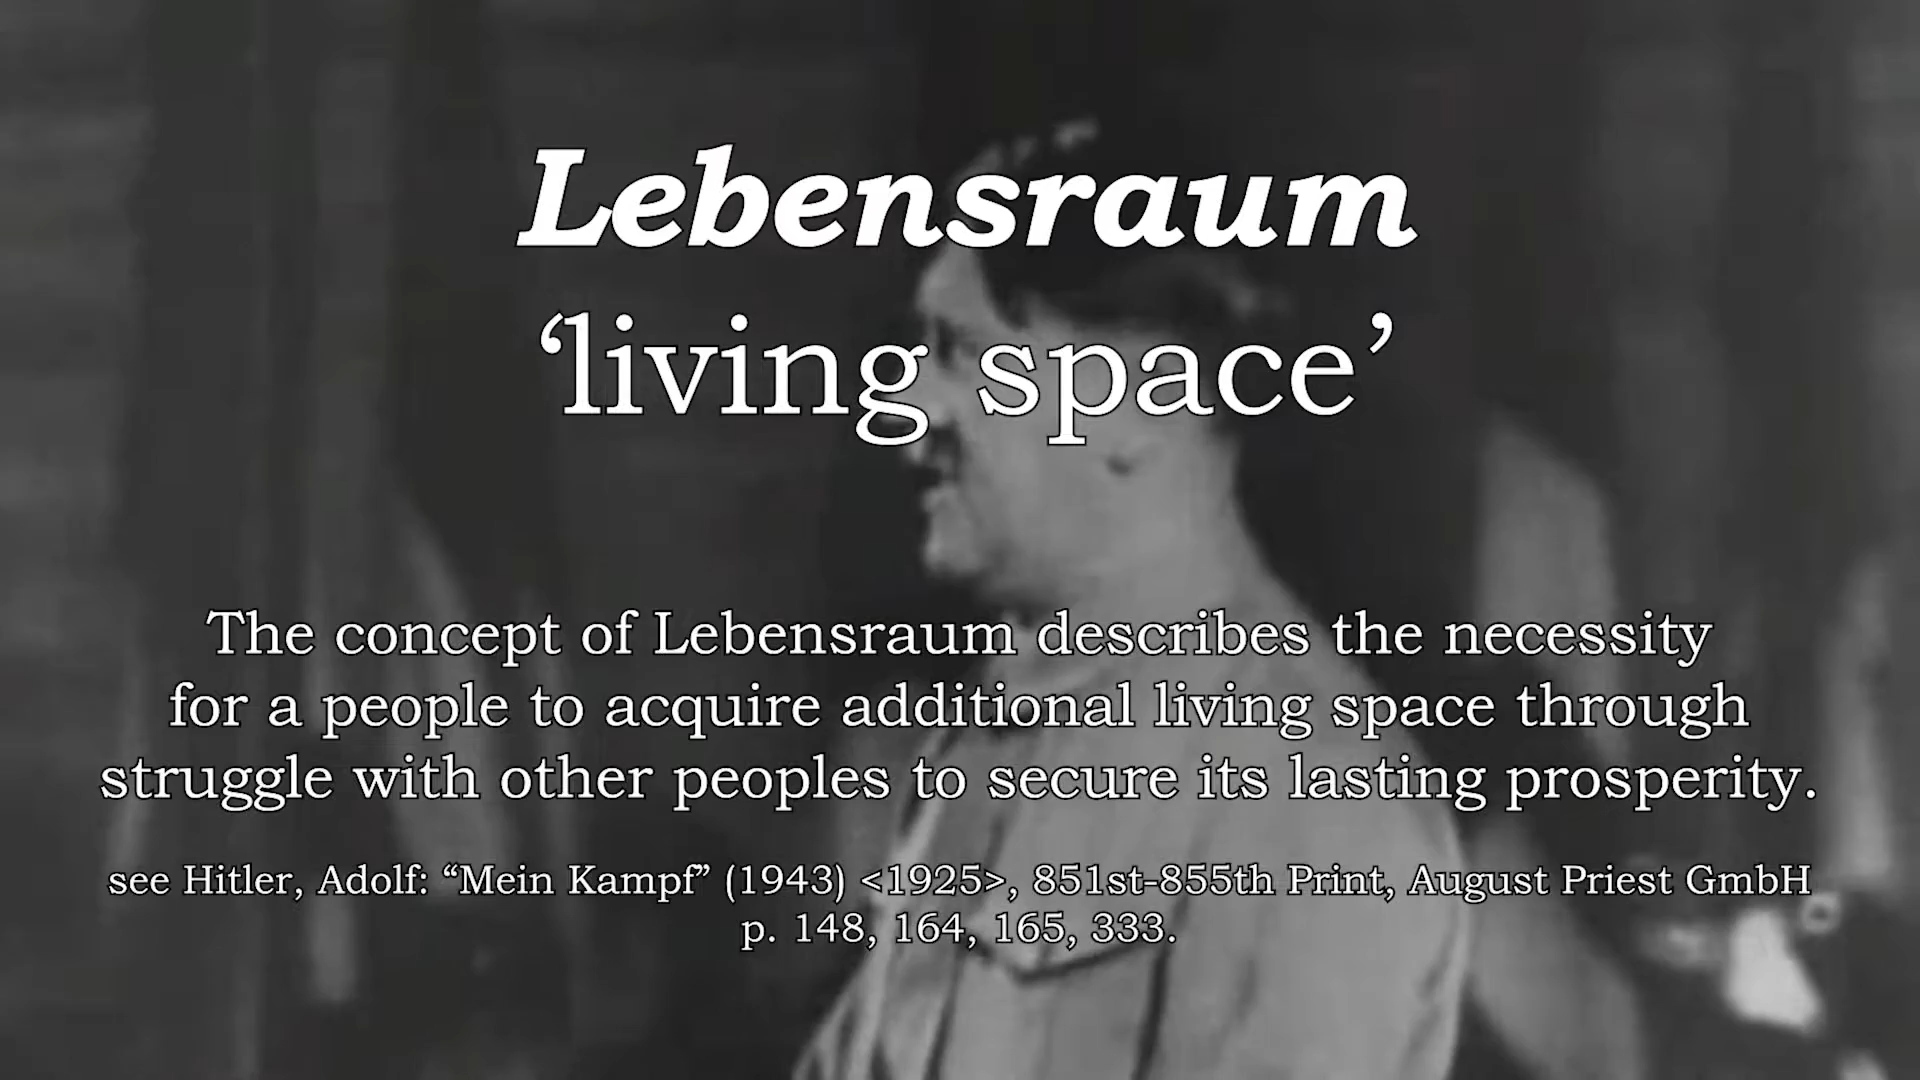 Lebensraum
‘living space’
The concept of Lebensraum describes the necessity
for a people to acquire additional living space through
struggle with other peoples to secure its lasting prosperity.
see Hitler, Adolf: “Mein Kampf” (1943) <1925>, 851st-855th Print, August Priest GmbH
p. 148, 164, 165, 333.